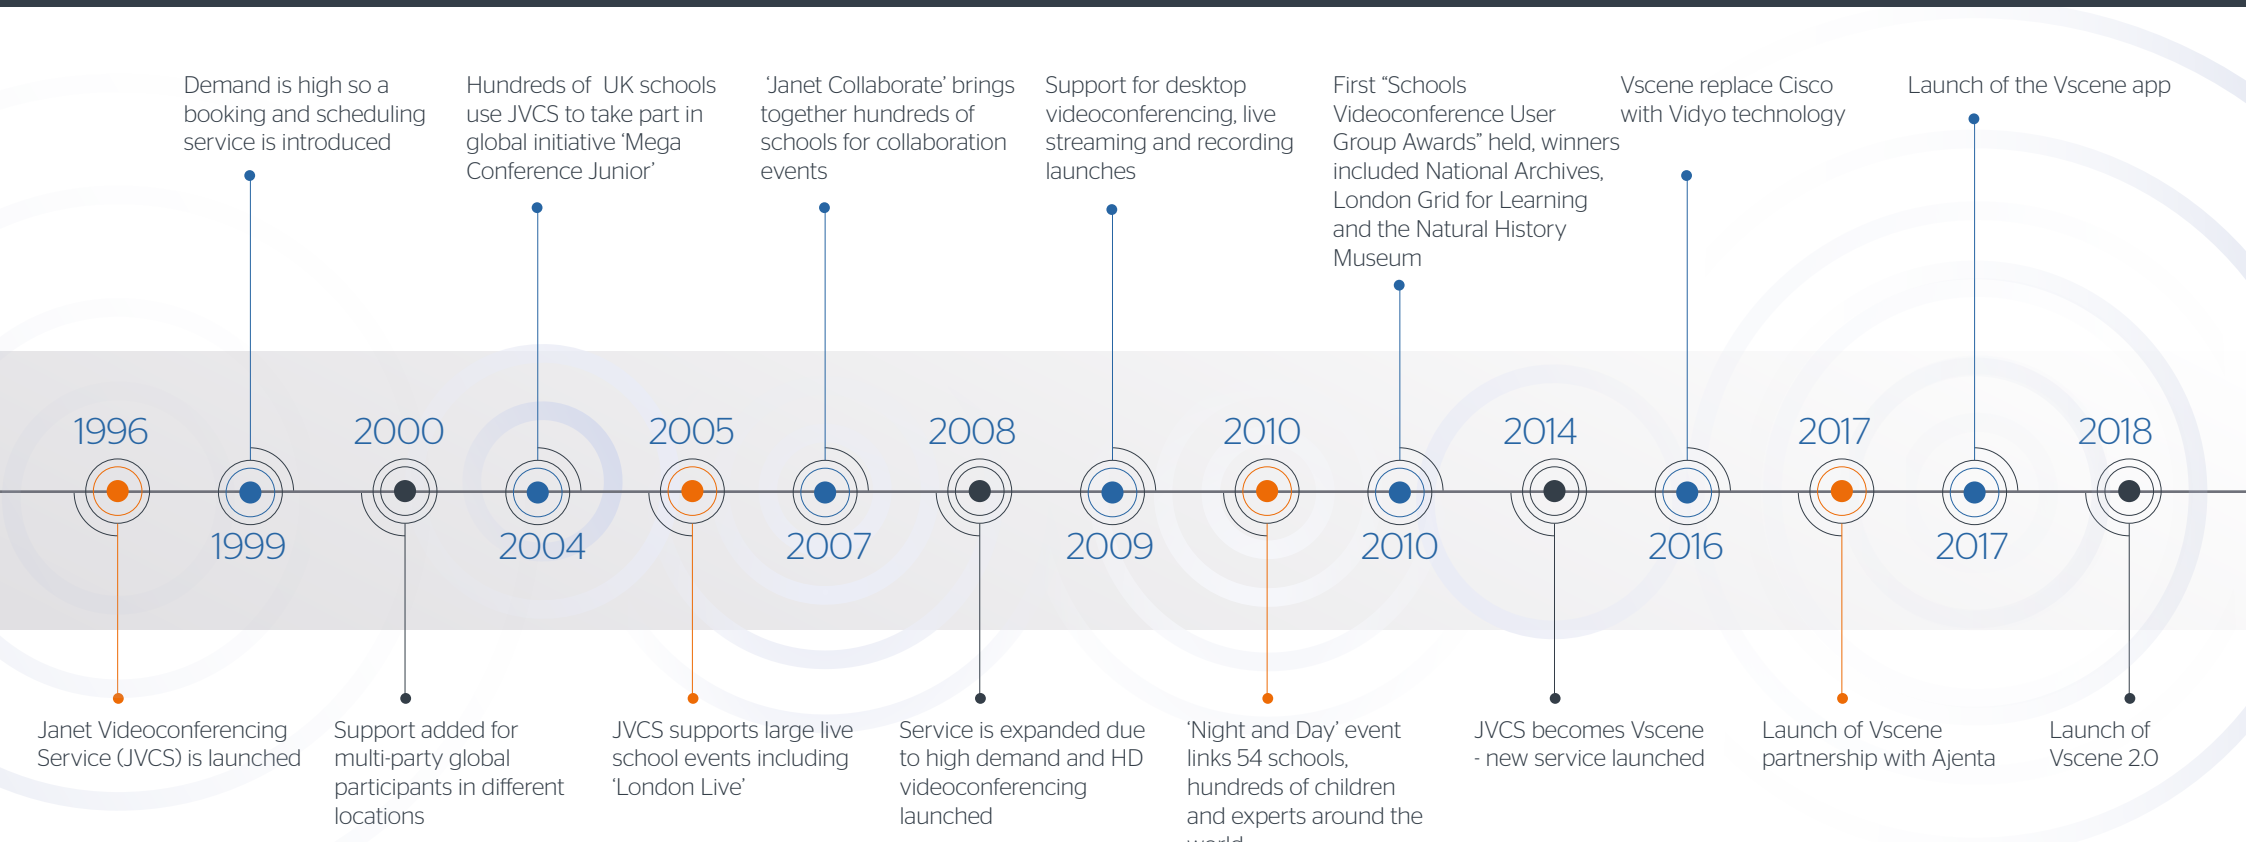 Demand is high so a
booking and scheduling
service is introduced
Hundreds of  UK schools
use JVCS to take part in
global initiative ‘Mega
Conference Junior’
‘Janet Collaborate’ brings
together hundreds of
schools for collaboration
events
Support for desktop
videoconferencing, live
streaming and recording
launches
First “Schools
Videoconference User
Group Awards” held, winners
included National Archives,
London Grid for Learning
and the Natural History
Museum
Vscene replace Cisco
with Vidyo technology
Launch of the Vscene app
1996
2000
2005
2008
2010
2014
2017
2018
1999
2004
2007
2009
2010
2016
2017
Janet Videoconferencing
Service (JVCS) is launched
Support added for
multi-party global
participants in different
locations
JVCS supports large live
school events including
‘London Live’
Service is expanded due
to high demand and HD
videoconferencing
launched
‘Night and Day’ event
links 54 schools,
hundreds of children
and experts around the
JVCS becomes Vscene
- new service launched
Launch of Vscene
partnership with Ajenta
Launch of
Vscene 2.0